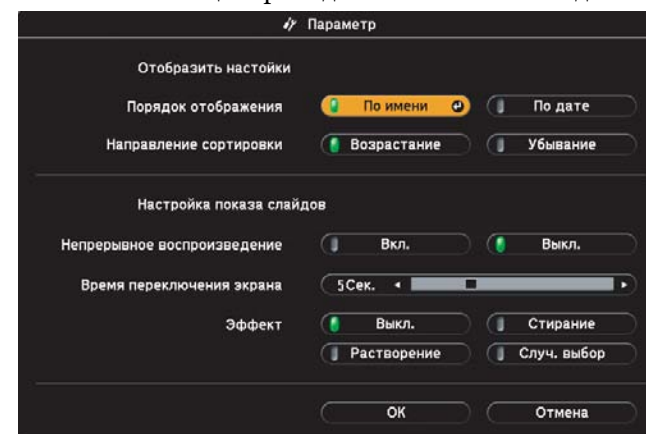 Параметр
Отобразить настойки
Порядок отображения По имени По дате
Направление сортировки Возрастание Убывание
Настройка показа слайдов
Непрерывное воспроизведение Вкл. Выкл.
Время переключения экрана 5Сек.
Эффект Выкл. Стирание
Растворение Случ. выбор
ОК Отмена